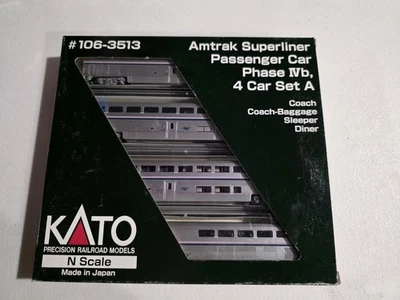 #106-3513
Amtrak Superliner
Passenger Car
Phase IVb,
4 Car Set A
Coach
Coach-Baggage
Sleeper
Diner
KATO
PRECISION RAILROAD MODELS
N Scale
Made in Japan